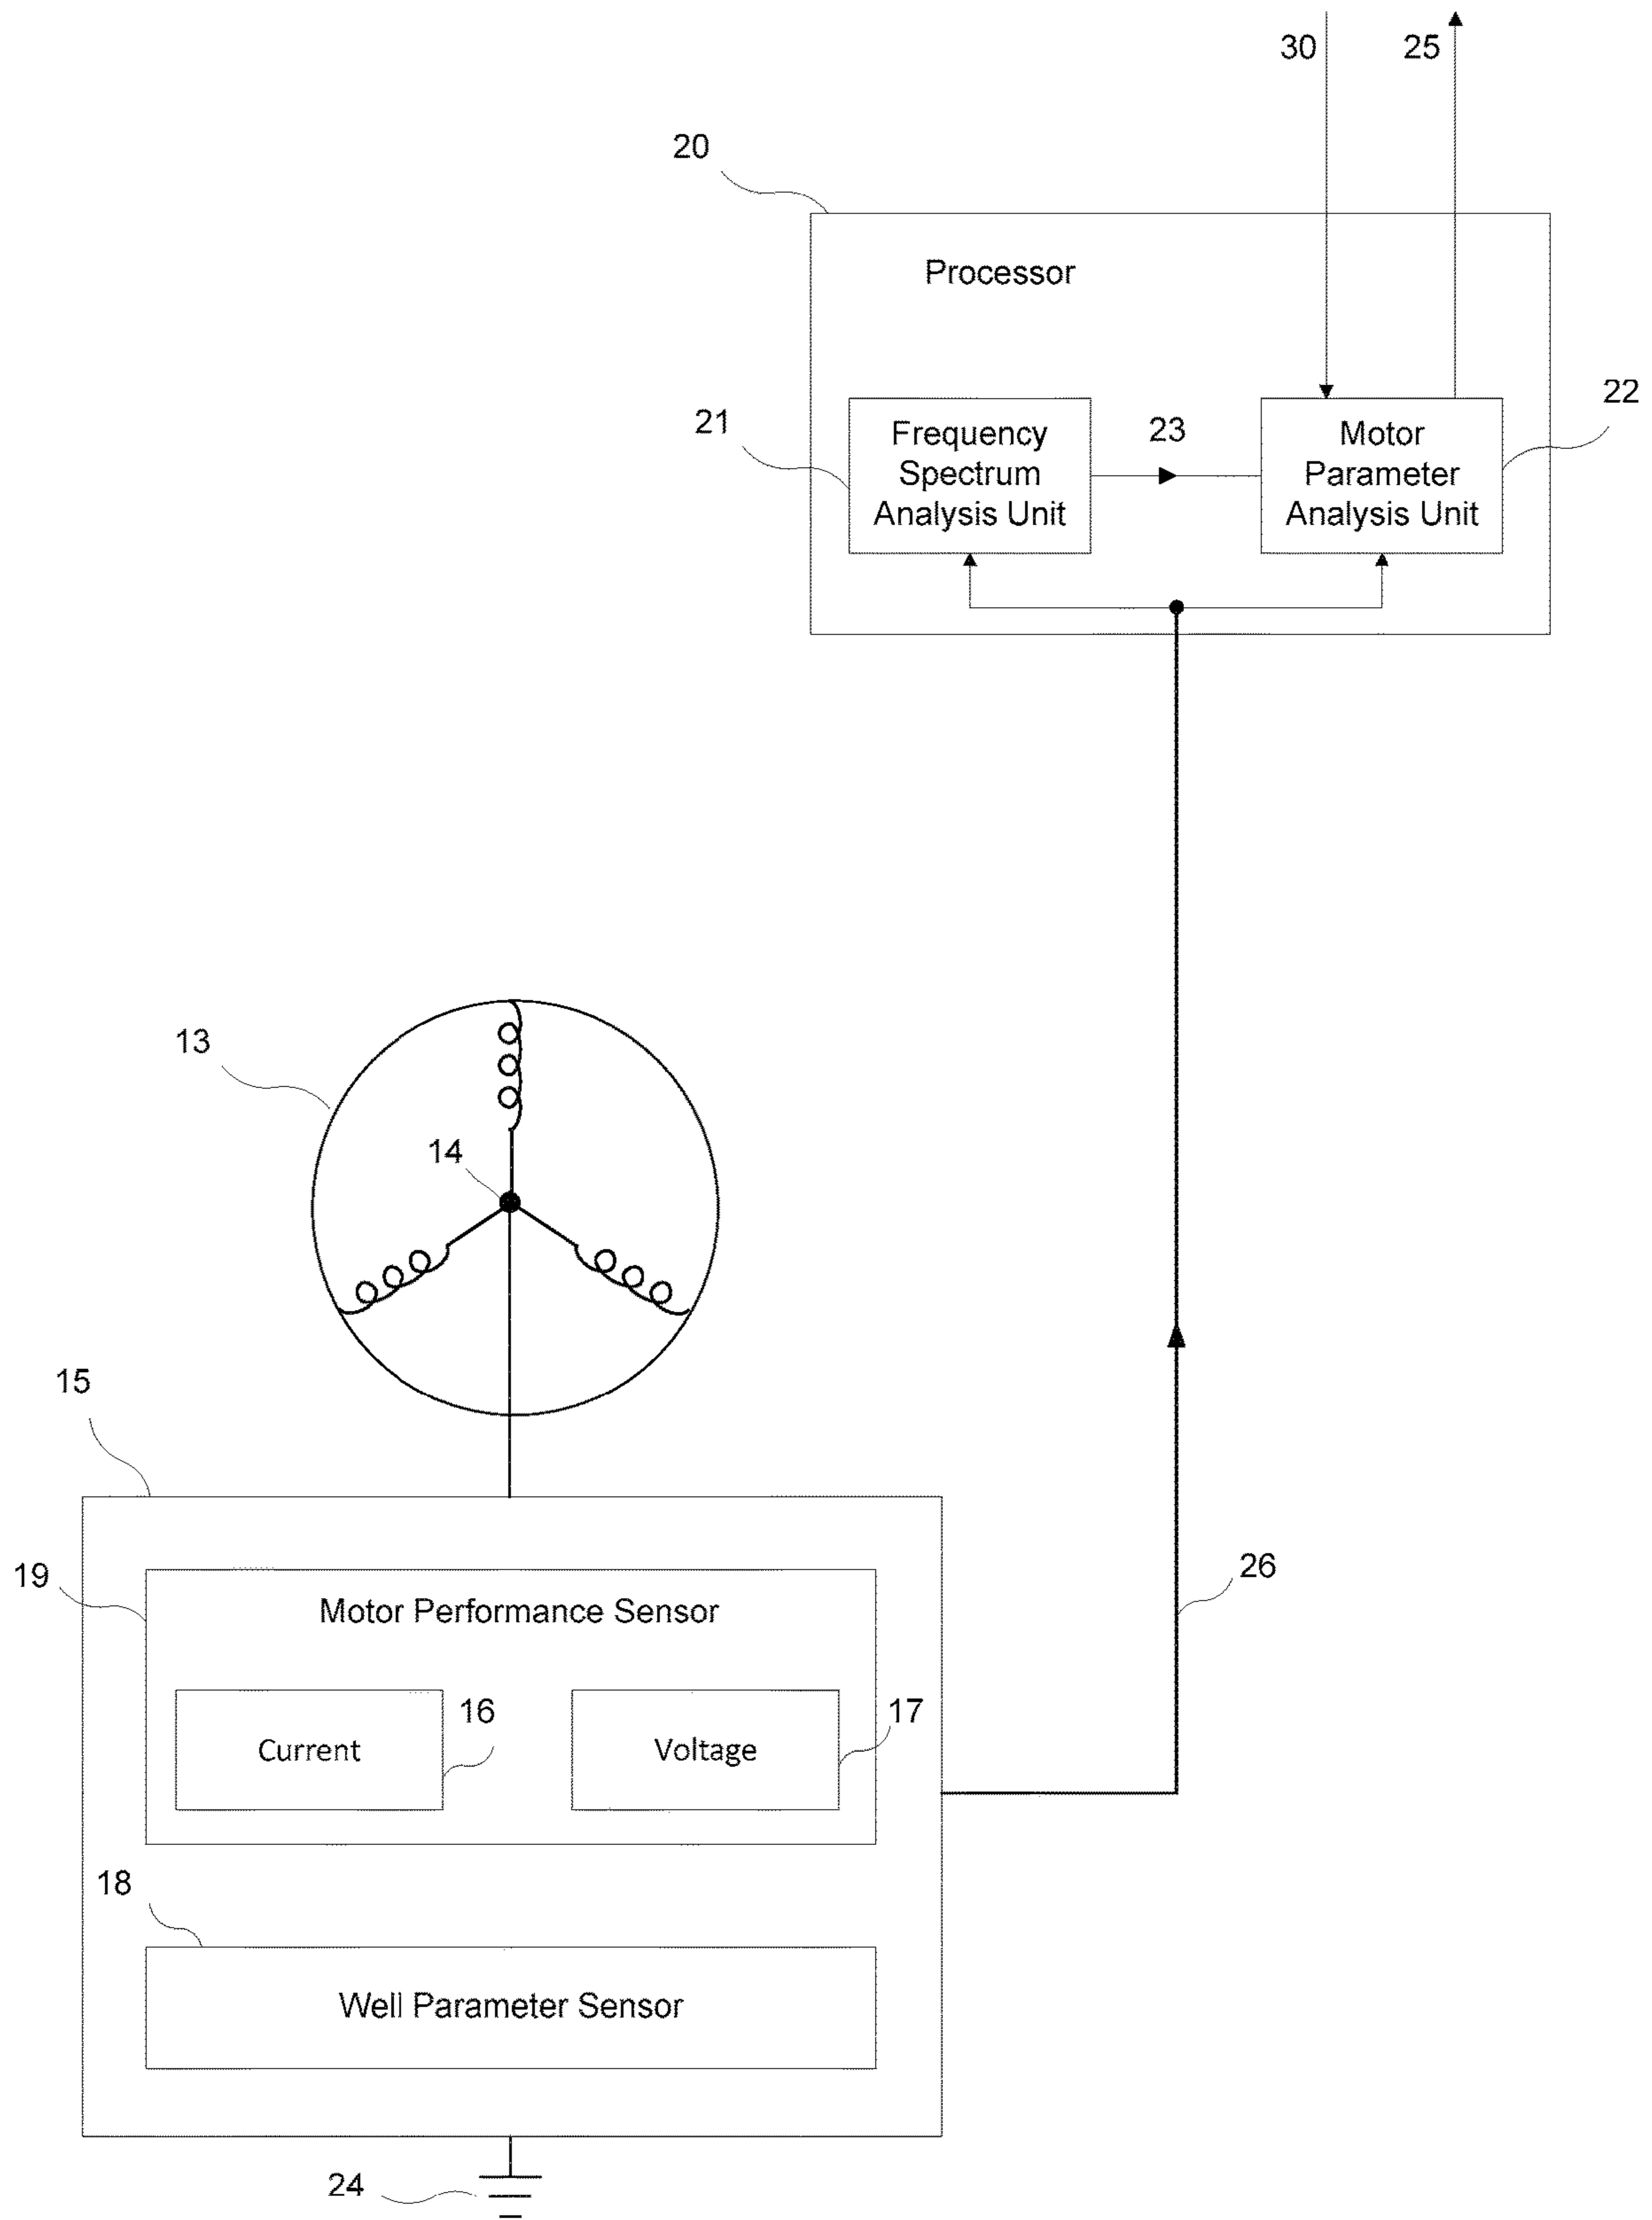 30
25
20
Processor
21
Frequency
Spectrum
Analysis Unit
23
Motor
Parameter
Analysis Unit
22
13
14
15
19
Motor Performance Sensor
26
Current
16
Voltage
17
18
Well Parameter Sensor
24